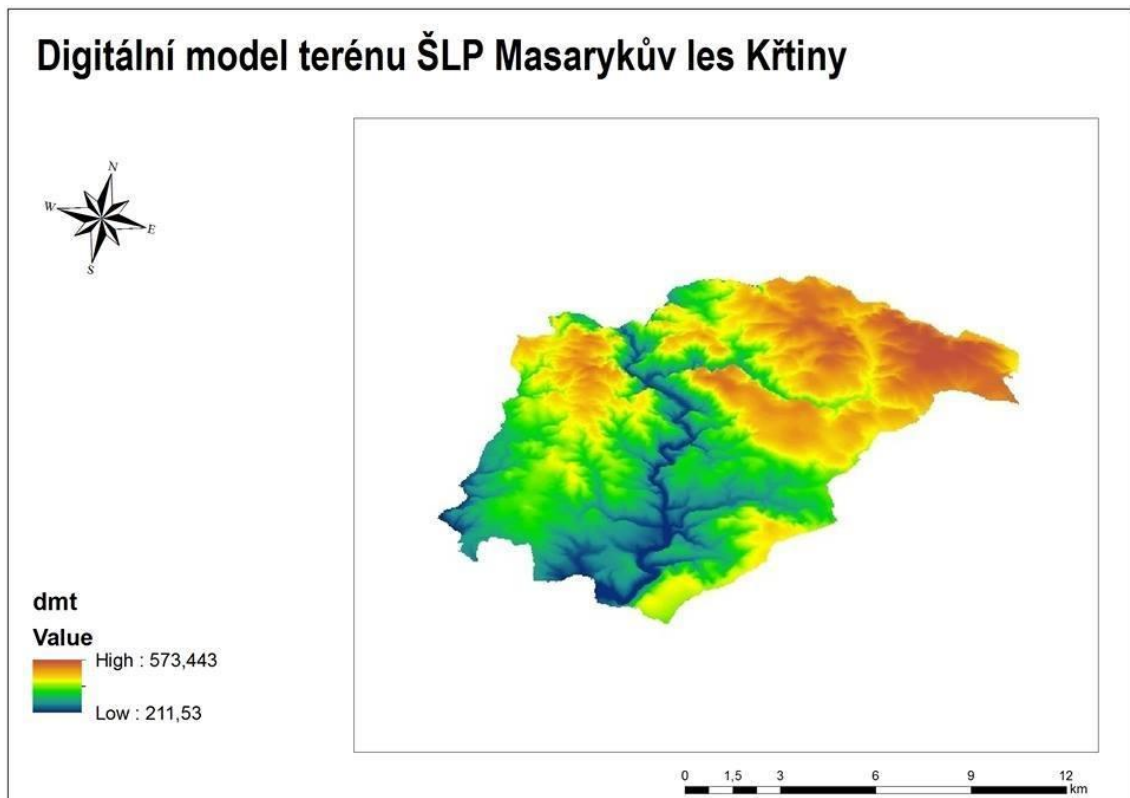 Digitální model terénu ŠLP Masarykův les Křtiny
N
W
E
S
dmt
Value
High : 573,443
Low : 211,53
0 1,5 3 6 9 12
km